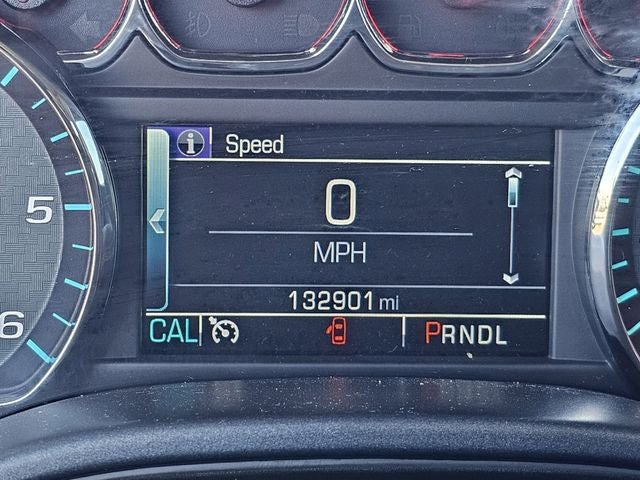 i Speed
0
5
MPH
132901 mi
6
CAL PRNDL